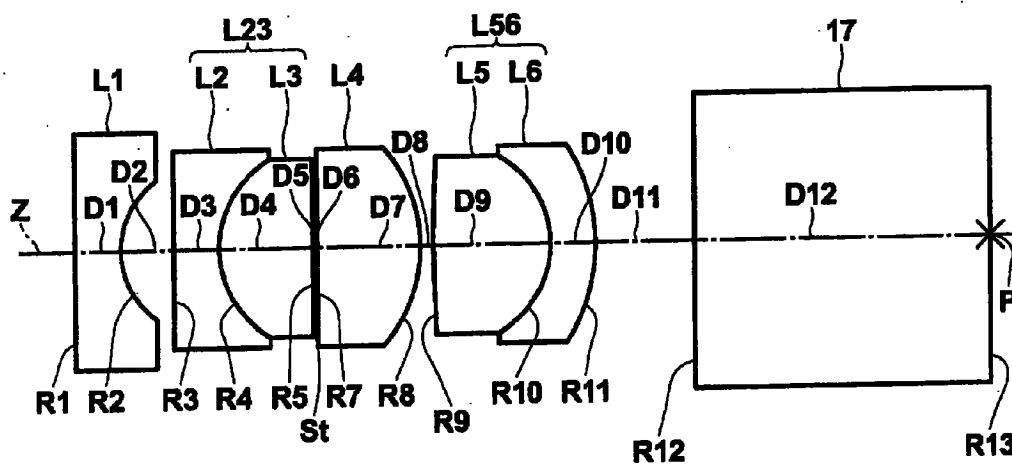 L23 L56 17
L1 L2 L3 L4 L5 L6
D8 D10
D2 D5 D6
Z D1 D3 D4 D7 D9 D11 D12
P
R1 R2 R3 R4 R5 R7 R8 R9 R10 R11 R12 R13
St